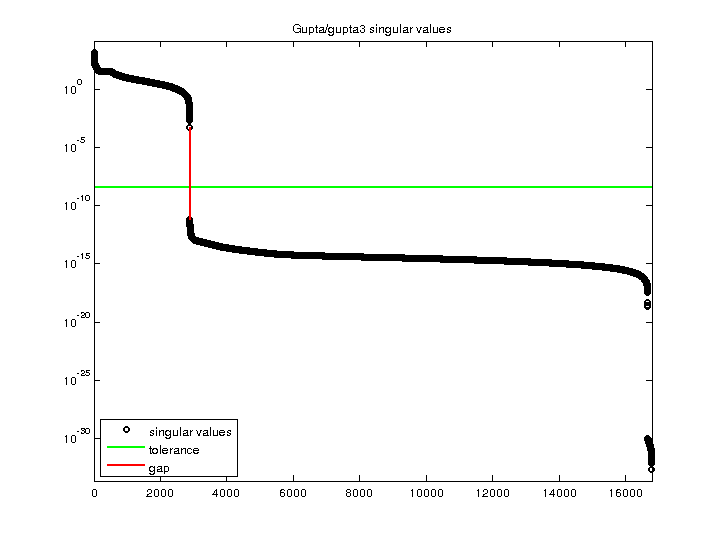 Gupta/gupta3 singular values
10^0
10^-5
10^-10
10^-15
10^-20
10^-25
10^-30
singular values
tolerance
gap
0 2000 4000 6000 8000 10000 12000 14000 16000